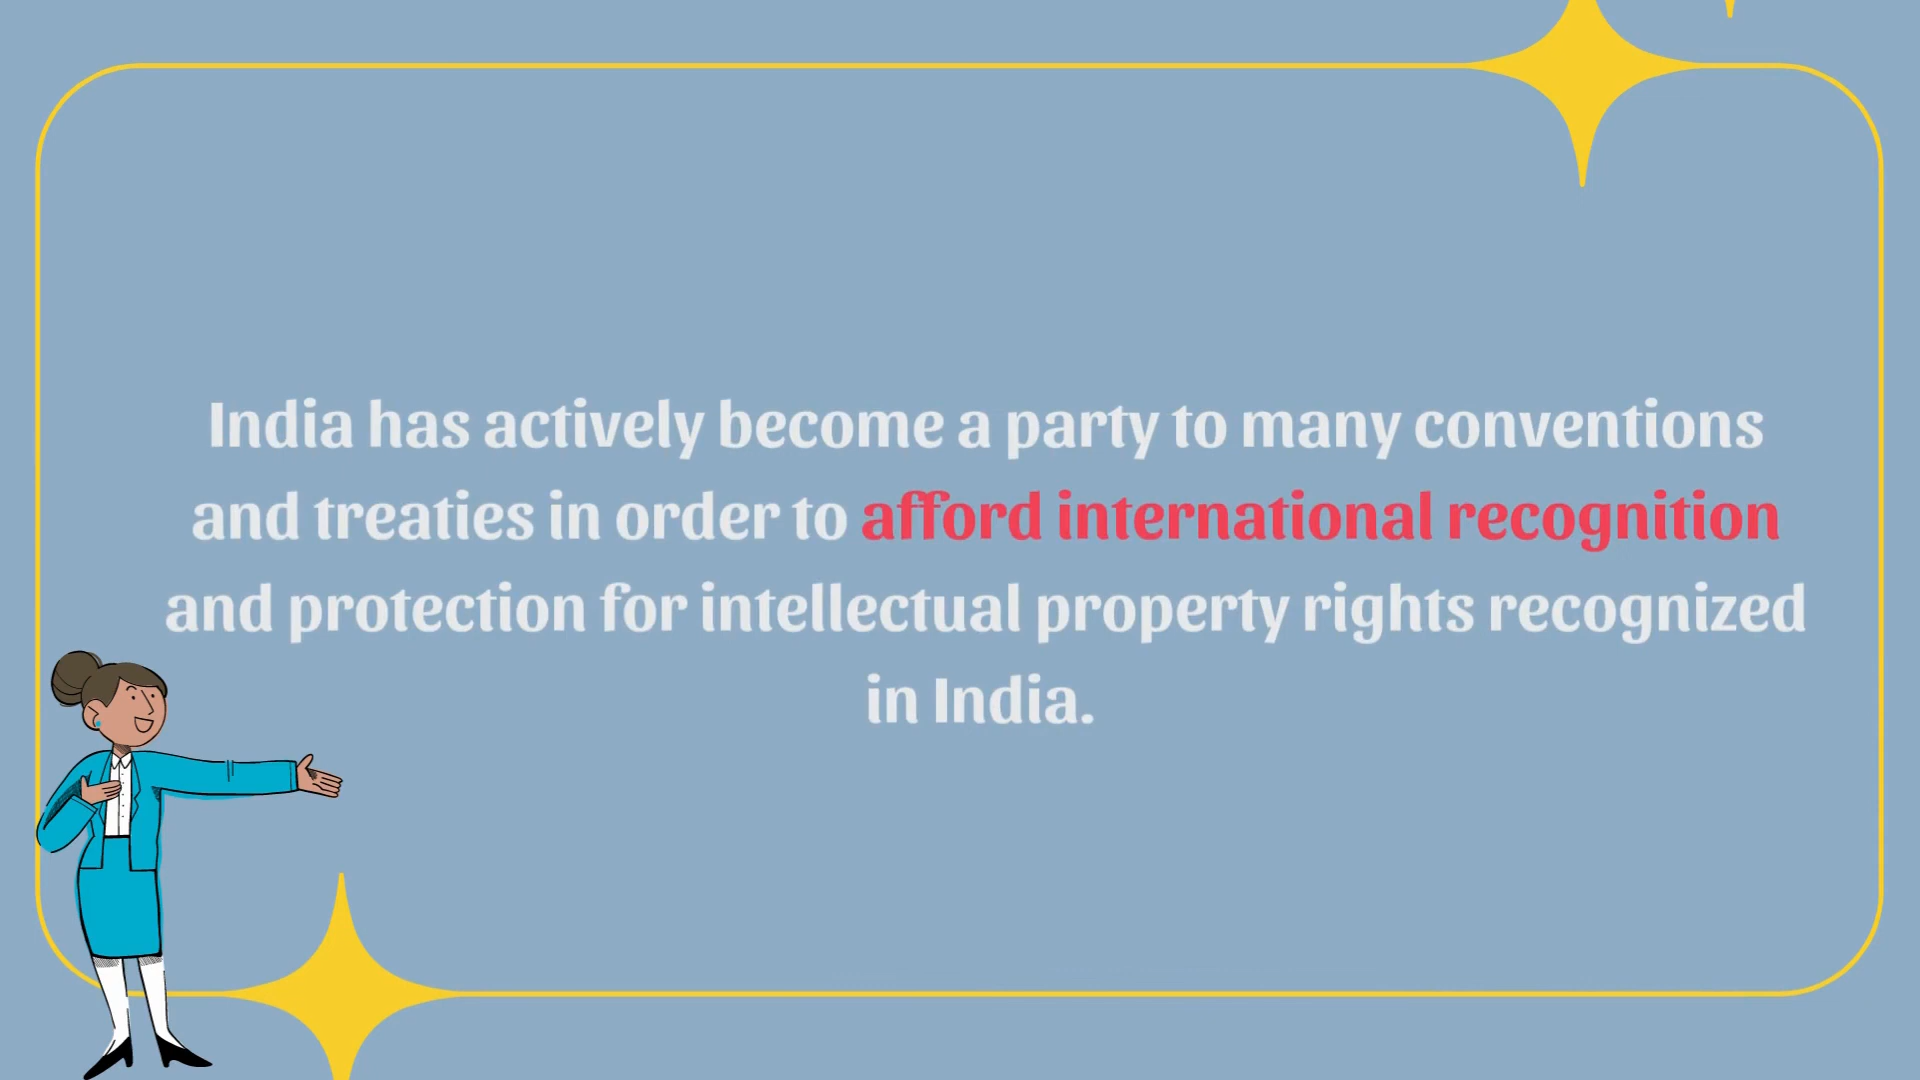 India has actively become a party to many conventions
and treaties in order to afford international recognition
and protection for intellectual property rights recognized
in India.